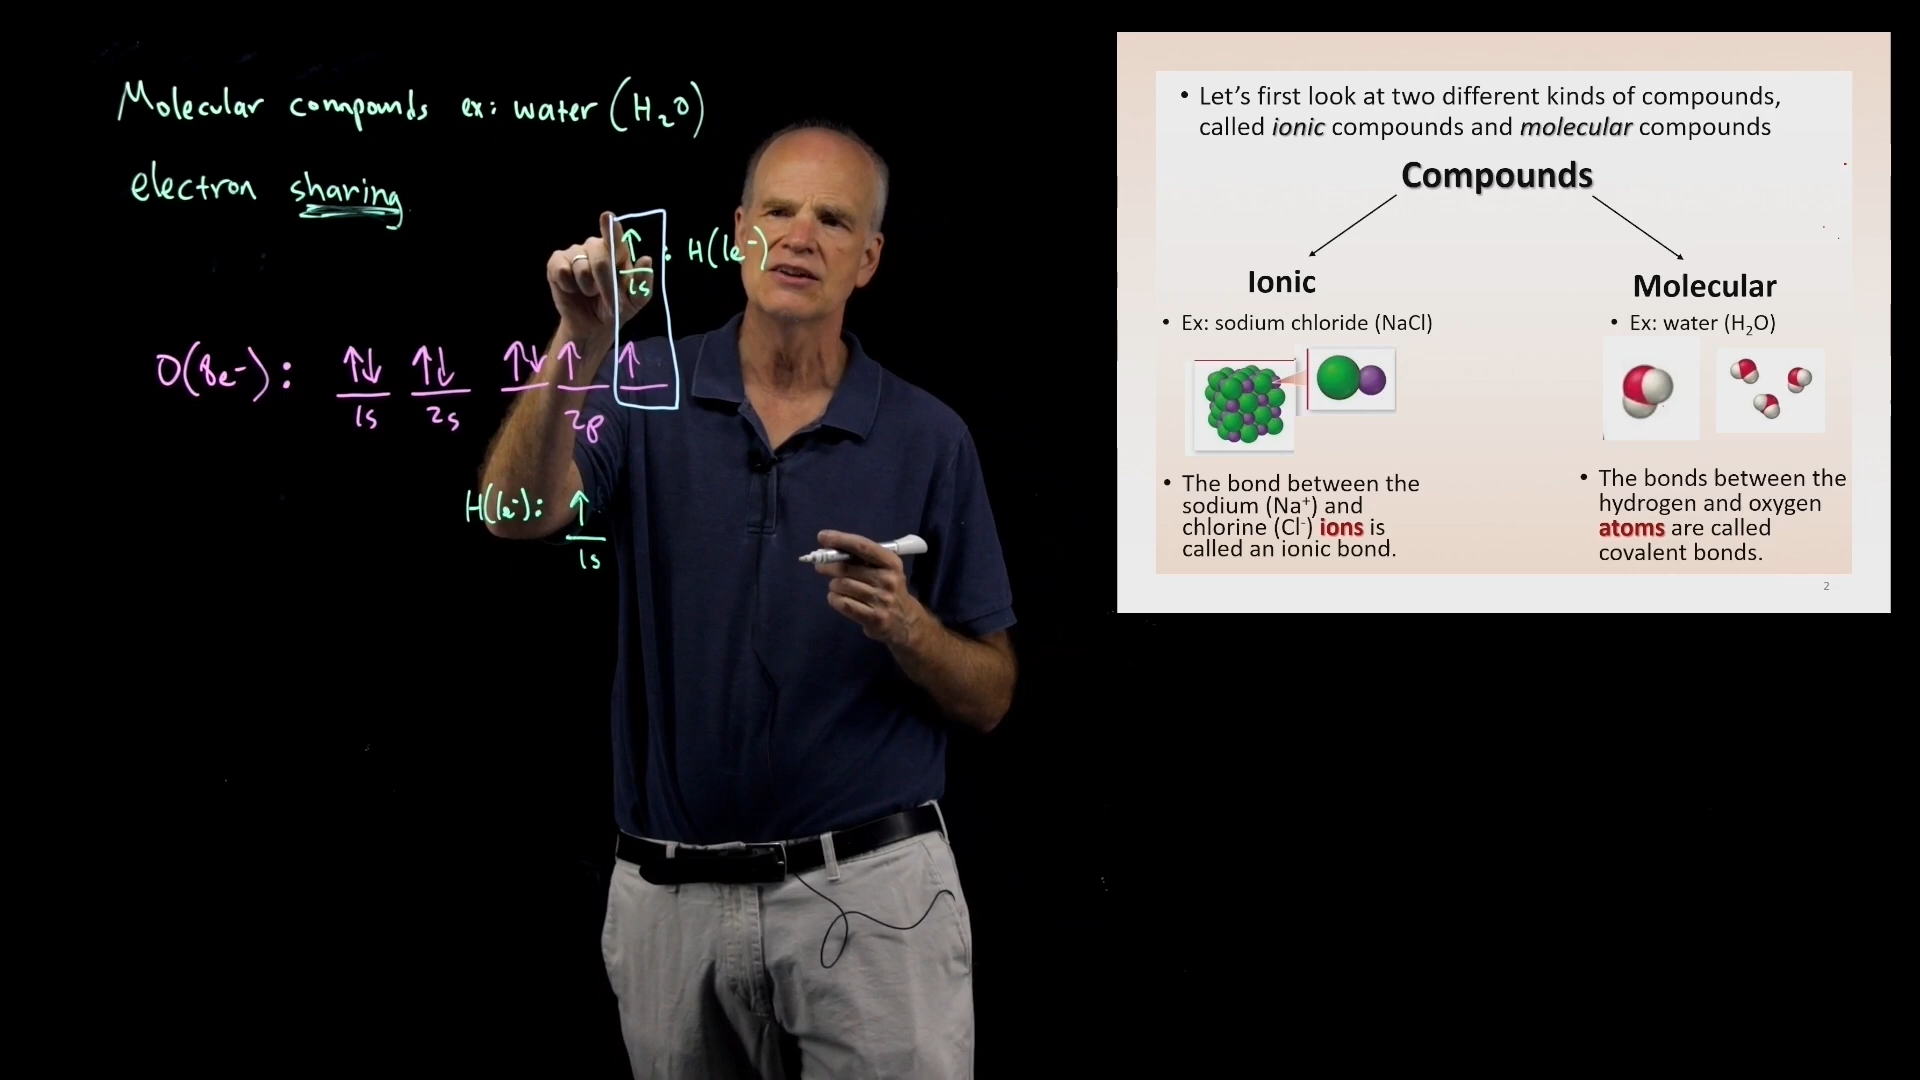 Molecular compounds ex: water (H₂O)
electron sharing
↑ : H(1e⁻)
1s
O(8e⁻): ↑↓ ↑↓ ↑↓ ↑ ↑
1s 2s 2p
H(1e⁻): ↑
1s
• Let's first look at two different kinds of compounds,
called ionic compounds and molecular compounds
Compounds
Ionic
• Ex: sodium chloride (NaCl)
• The bond between the
sodium (Na⁺) and
chlorine (Cl⁻) ions is
called an ionic bond.
Molecular
• Ex: water (H₂O)
• The bonds between the
hydrogen and oxygen
atoms are called
covalent bonds.
2